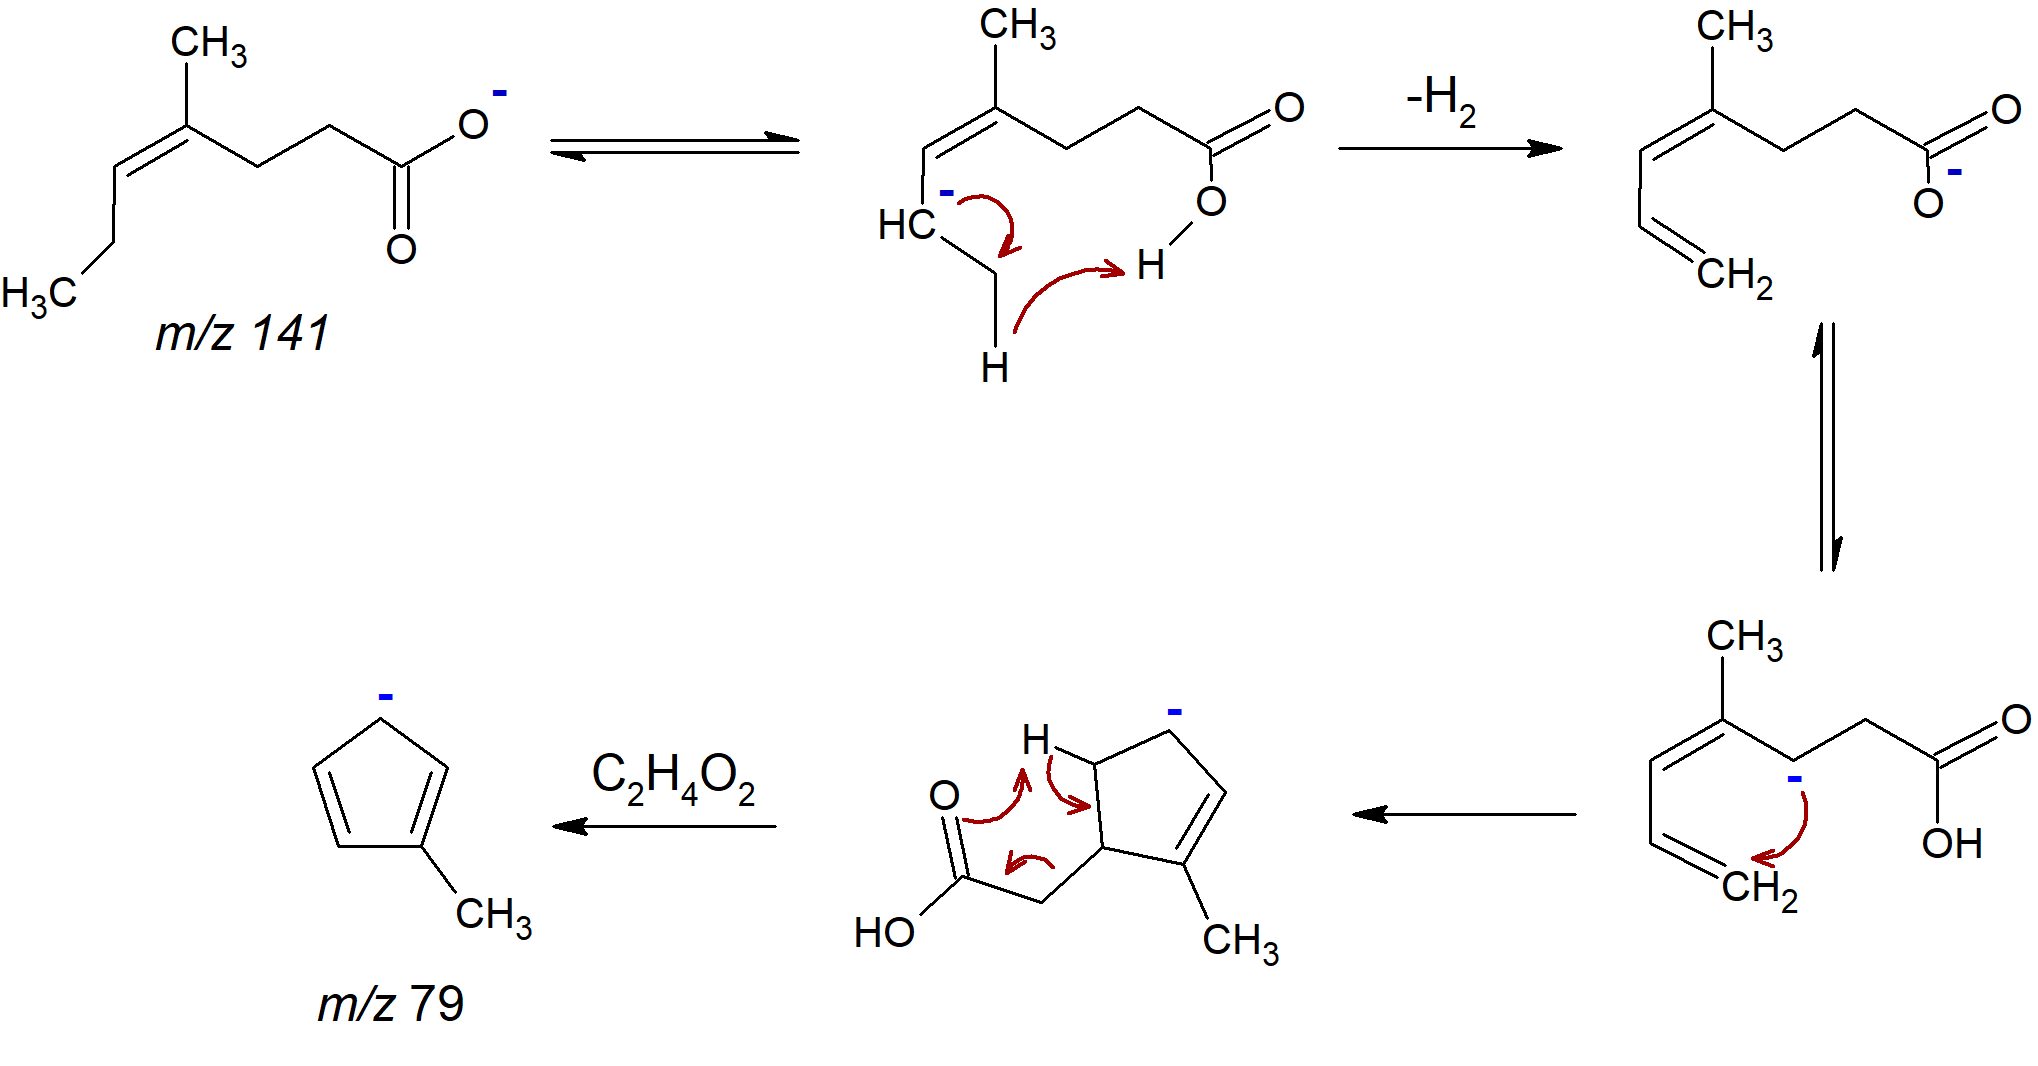 CH3
O-
O
H3C
m/z 141
CH3
O
O
HC-
H
H
-H2
CH3
O
O-
CH2
CH3
O
OH
CH2-
H
-
O
HO
CH3
C2H4O2
-
CH3
m/z 79